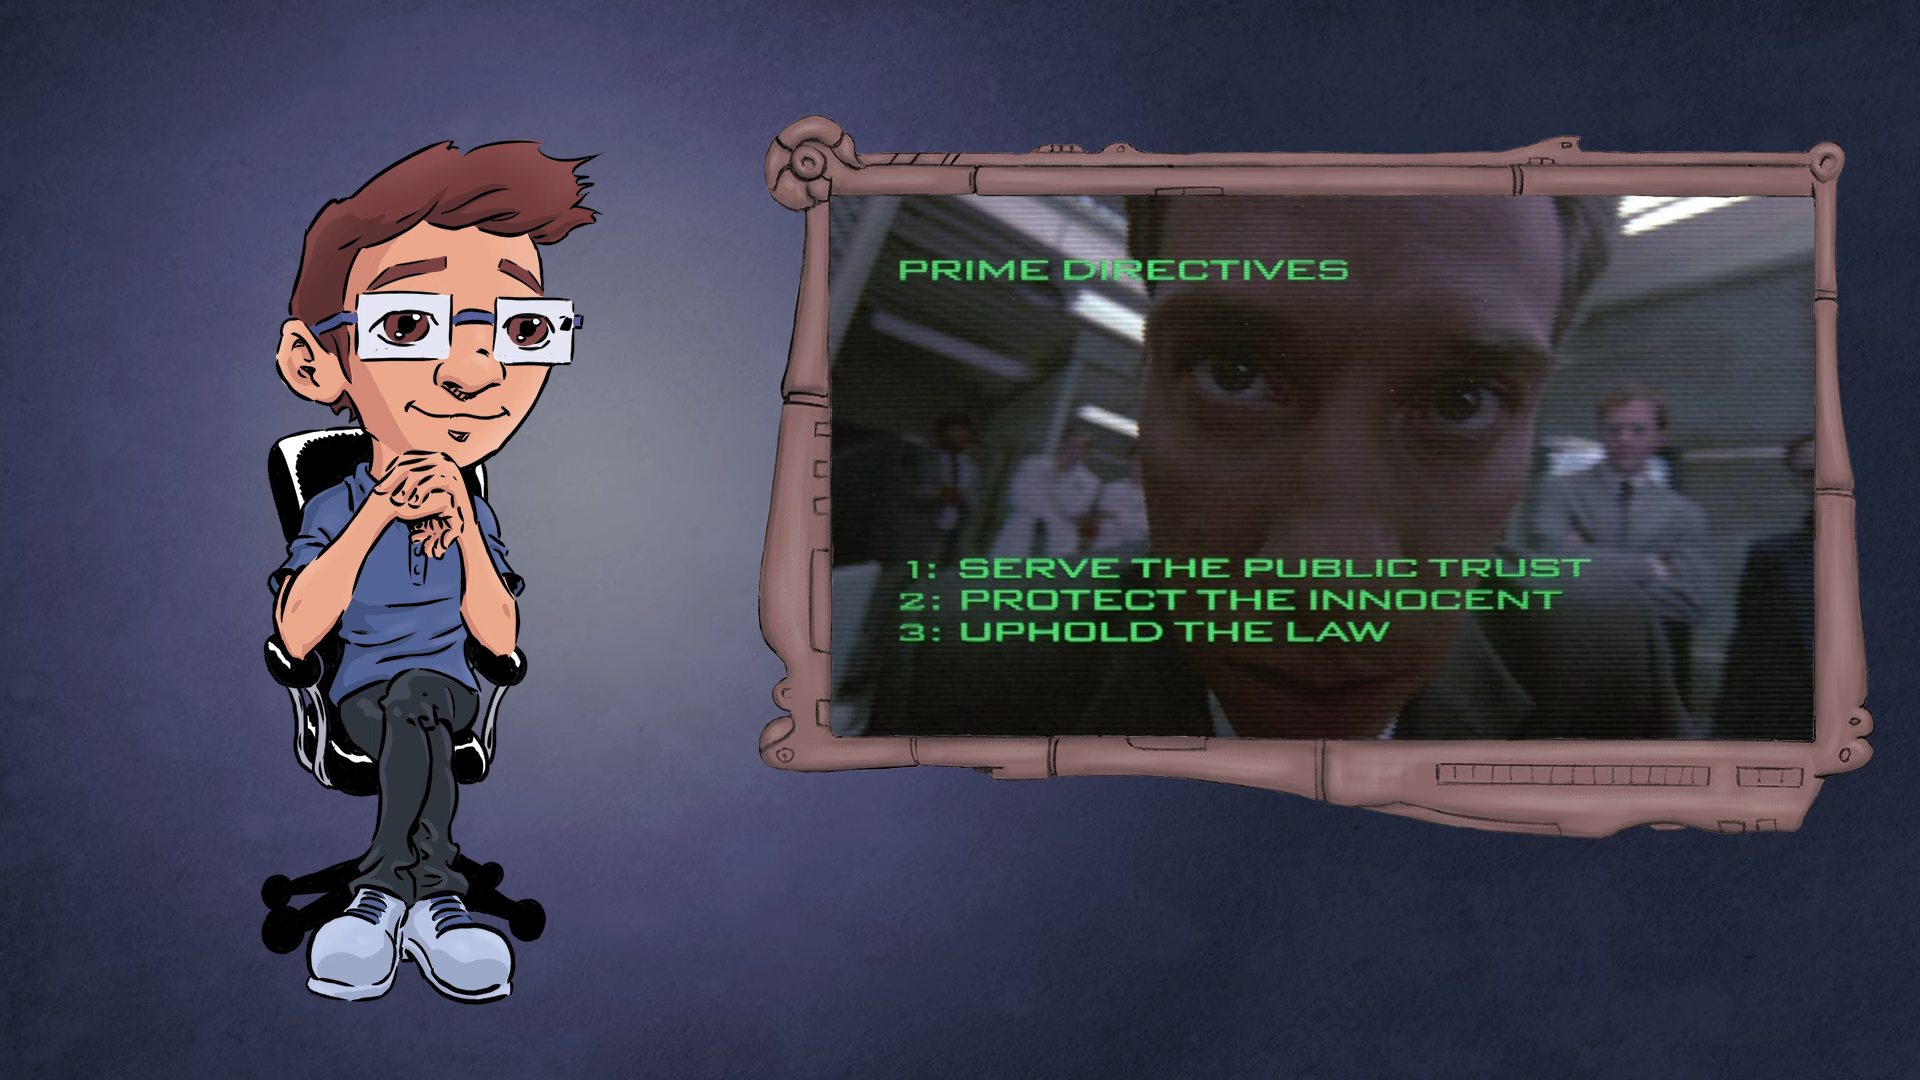 PRIME DIRECTIVES
1: SERVE THE PUBLIC TRUST
2: PROTECT THE INNOCENT
3: UPHOLD THE LAW